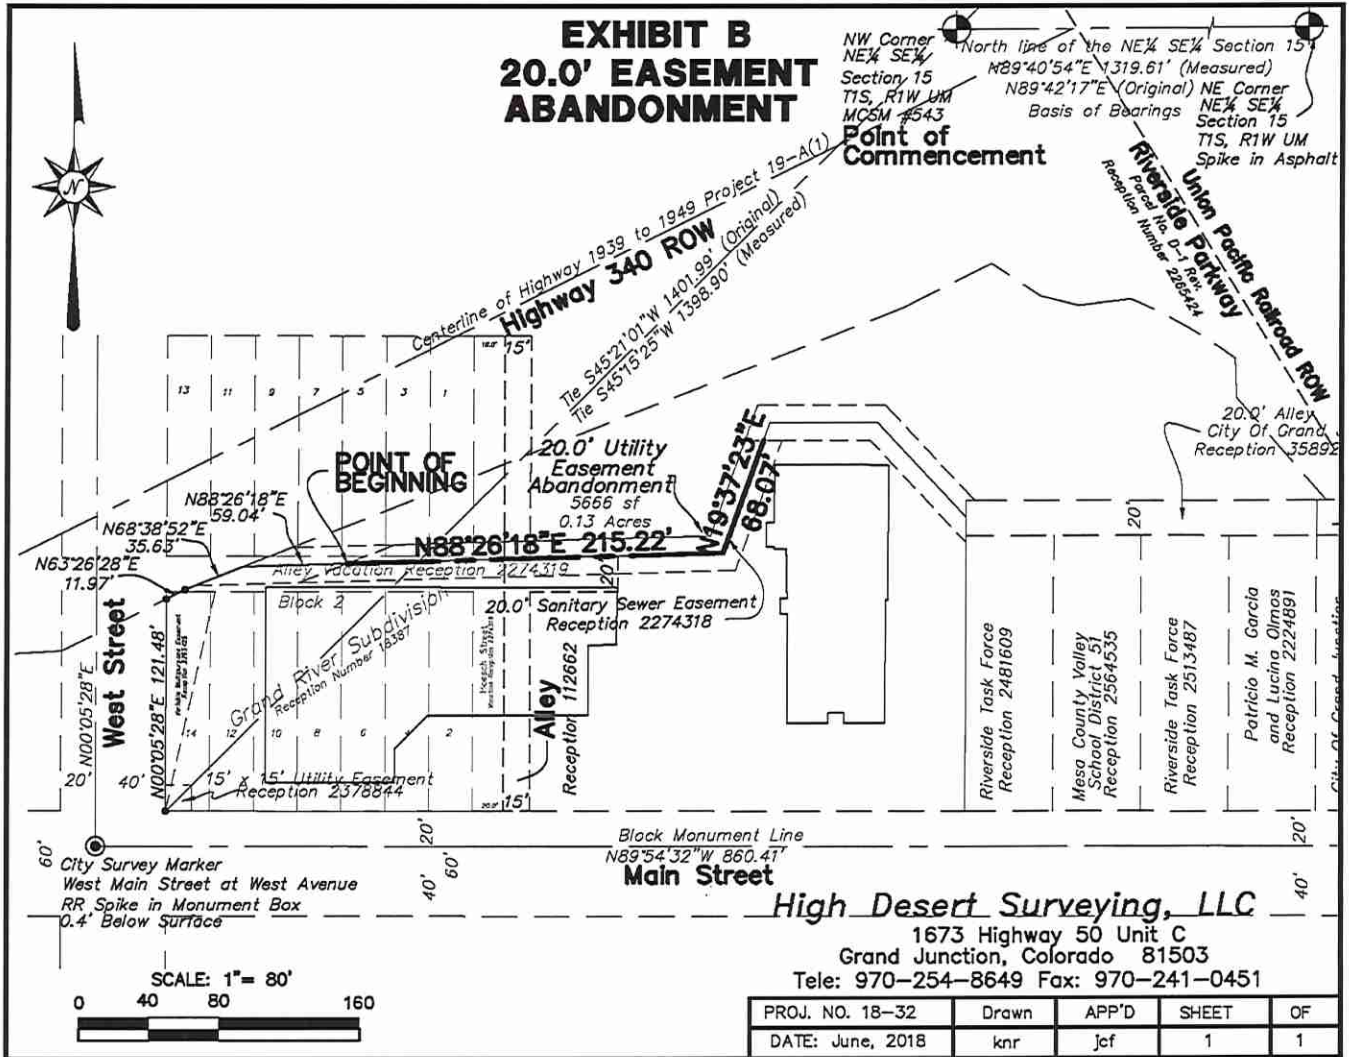 EXHIBIT B
20.0' EASEMENT
ABANDONMENT
NW Corner
NE¼ SE¼
Section 15
T1S, R1W UM
MCSM #543
Point of
Commencement
North line of the NE¼ SE¼ Section 15
N89°40'54"E 1319.61' (Measured)
N89°42'17"E (Original)
Basis of Bearings
NE Corner
NE¼ SE¼
Section 15
T1S, R1W UM
Spike in Asphalt
N
Centerline of Highway 1939 to 1949 Project 19-A(1)
Highway 340 ROW
Tie S45°21'01"W 1401.99' (Original)
Tie S45°15'25"W 1398.90' (Measured)
Union Pacific Railroad ROW
Riverside Parkway
Parcel No. D-1 Rev.
Reception Number 2265424
15'
13
11
9
7
5
3
1
20.0' Alley
City Of Grand
Reception 35892
POINT OF
BEGINNING
20.0' Utility
Easement
Abandonment
5666 sf
0.13 Acres
N19°37'23"E
68.07'
N88°26'18"E
59.04'
N68°38'52"E
35.63'
N63°26'28"E
11.97'
N88°26'18"E 215.22'
Alley Vacation Reception 2274319
20'
20'
Block 2
20.0' Sanitary Sewer Easement
Reception 2274318
Grand River Subdivision
Reception Number 18387
West Street
N00°05'28"E
N00°05'28"E 121.48'
Alley
Reception 112662
14
12
10
8
6
4
2
20'
40'
15' x 15' Utility Easement
Reception 2378844
15'
Riverside Task Force
Reception 2481609
Mesa County Valley
School District 51
Reception 2564535
Riverside Task Force
Reception 2513487
Patricio M. Garcia
and Lucina Olmos
Reception 2224891
60'
20'
40'
60'
20'
40'
Block Monument Line
N89°54'32"W 860.41'
Main Street
City Survey Marker
West Main Street at West Avenue
RR Spike in Monument Box
0.4' Below Surface
High Desert Surveying, LLC
1673 Highway 50 Unit C
Grand Junction, Colorado 81503
Tele: 970-254-8649 Fax: 970-241-0451
SCALE: 1"= 80'
0 40 80 160
PROJ. NO. 18-32 Drawn APP'D SHEET OF
DATE: June, 2018 knr jcf 1 1